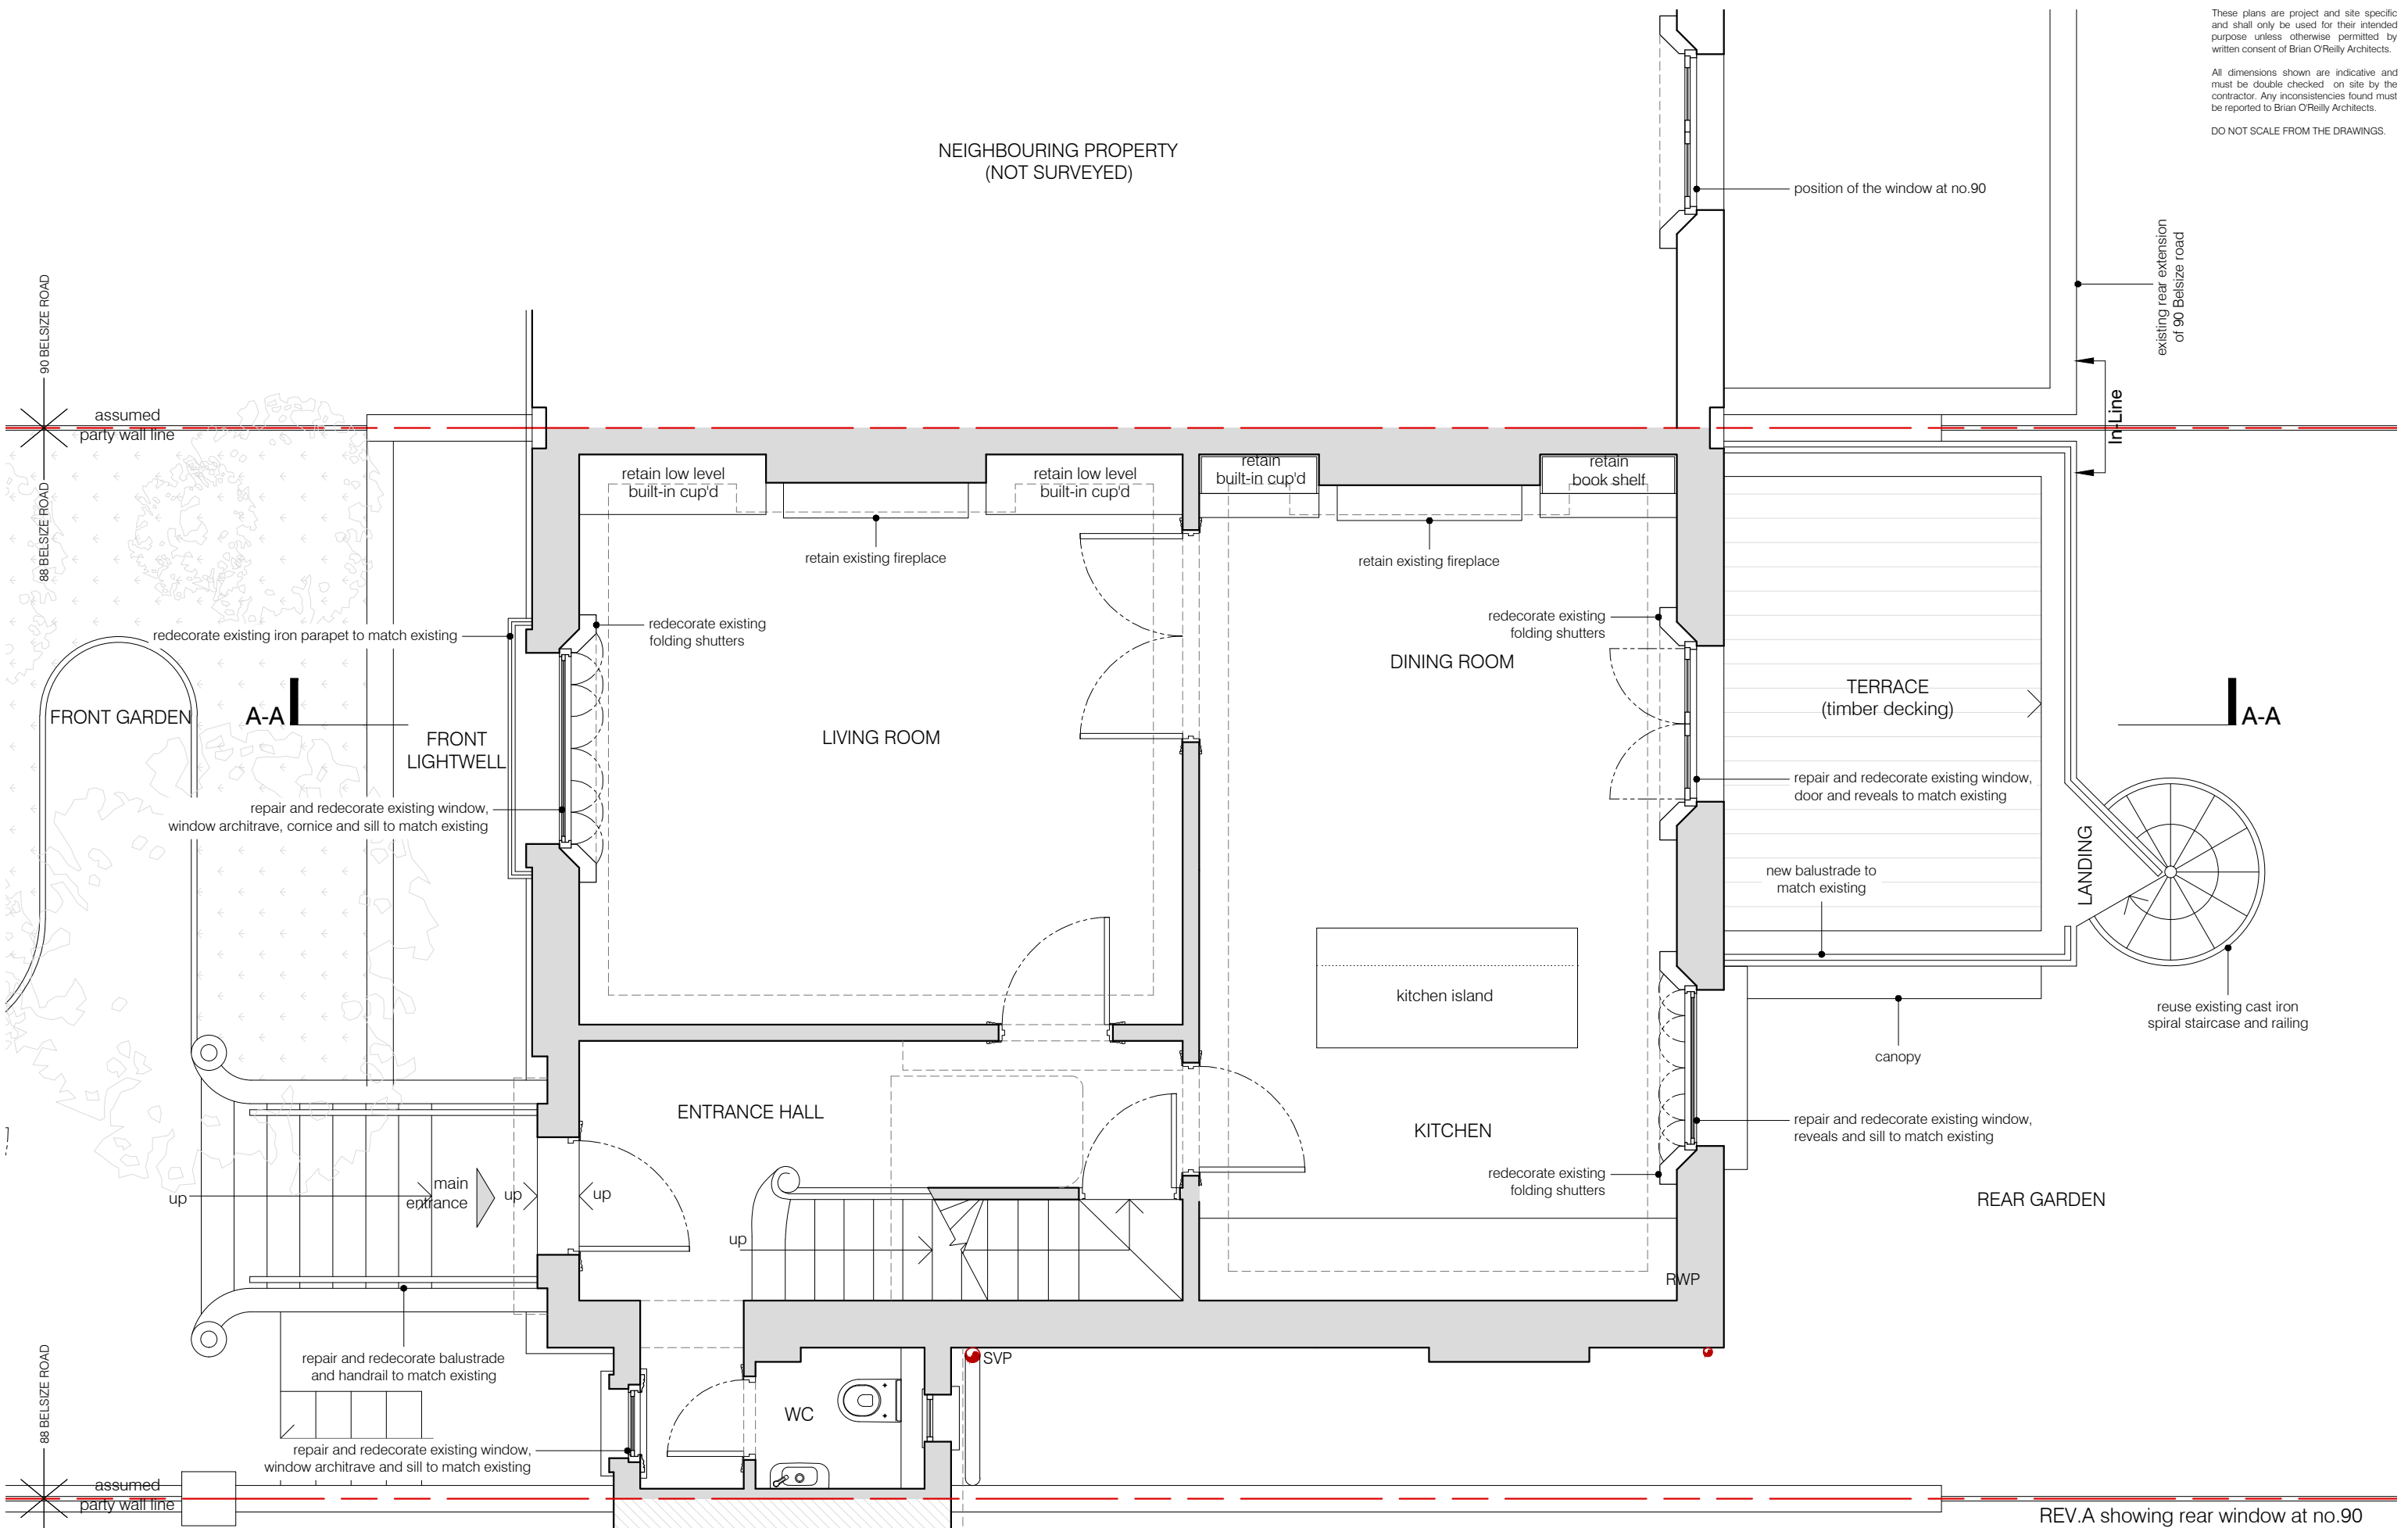 These plans are project and site specific
and shall only be used for their intended
purpose unless otherwise permitted by
written consent of Brian O'Reilly Architects.
All dimensions shown are indicative and
must be double checked on site by the
contractor. Any inconsistencies found must
be reported to Brian O'Reilly Architects.
DO NOT SCALE FROM THE DRAWINGS.
NEIGHBOURING PROPERTY
(NOT SURVEYED)
position of the window at no.90
existing rear extension
of 90 Belsize road
90 BELSIZE ROAD
88 BELSIZE ROAD
assumed
party wall line
In-Line
retain low level
built-in cup'd
retain low level
built-in cup'd
retain
built-in cup'd
retain
book shelf
retain existing fireplace
retain existing fireplace
redecorate existing iron parapet to match existing
redecorate existing
folding shutters
redecorate existing
folding shutters
DINING ROOM
TERRACE
(timber decking)
FRONT GARDEN
A-A
A-A
FRONT
LIGHTWELL
LIVING ROOM
repair and redecorate existing window,
window architrave, cornice and sill to match existing
repair and redecorate existing window,
door and reveals to match existing
LANDING
new balustrade to
match existing
kitchen island
reuse existing cast iron
spiral staircase and railing
canopy
ENTRANCE HALL
KITCHEN
repair and redecorate existing window,
reveals and sill to match existing
redecorate existing
folding shutters
REAR GARDEN
up
main
entrance
up
up
up
RWP
SVP
repair and redecorate balustrade
and handrail to match existing
WC
88 BELSIZE ROAD
repair and redecorate existing window,
window architrave and sill to match existing
assumed
party wall line
REV.A showing rear window at no.90